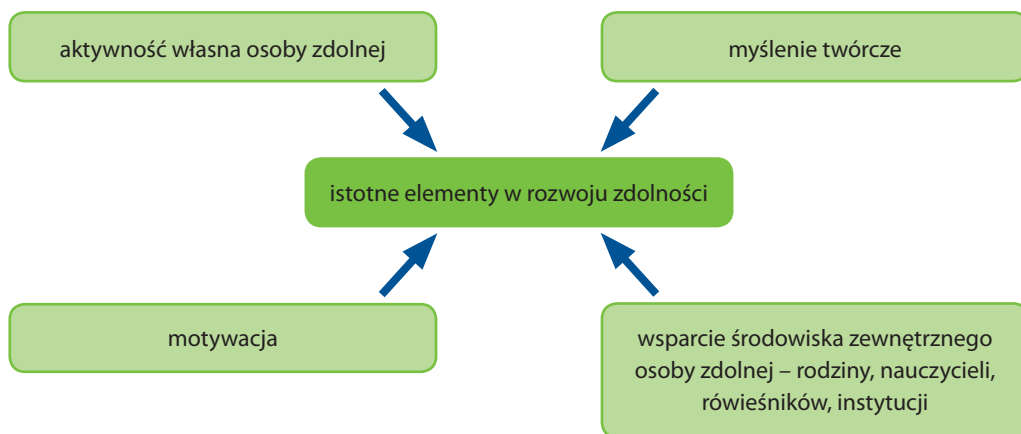 aktywność własna osoby zdolnej
myślenie twórcze
istotne elementy w rozwoju zdolności
motywacja
wsparcie środowiska zewnętrznego
osoby zdolnej – rodziny, nauczycieli,
rówieśników, instytucji